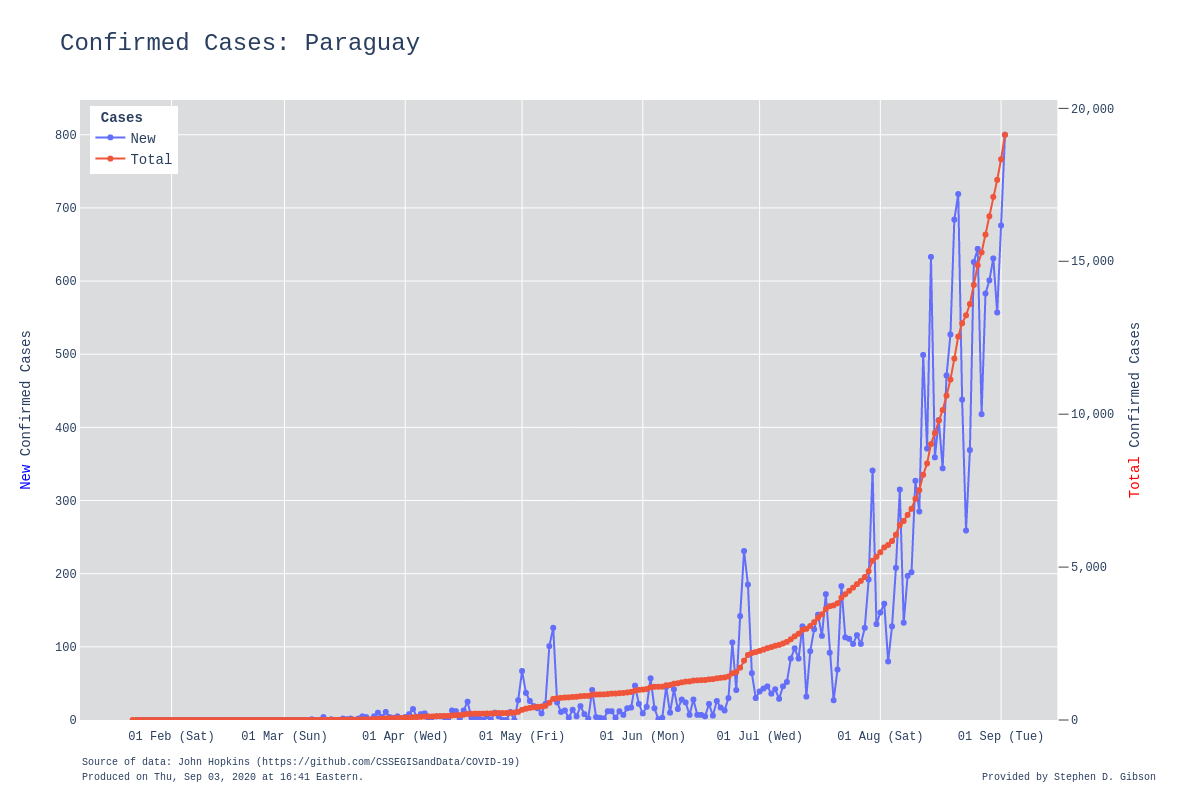 Confirmed Cases: Paraguay
Cases
New
Total
800
700
600
500
400
300
200
100
0
20,000
15,000
10,000
5,000
0
New Confirmed Cases
Total Confirmed Cases
01 Feb (Sat)
01 Mar (Sun)
01 Apr (Wed)
01 May (Fri)
01 Jun (Mon)
01 Jul (Wed)
01 Aug (Sat)
01 Sep (Tue)
Source of data: John Hopkins (https://github.com/CSSEGISandData/COVID-19)
Produced on Thu, Sep 03, 2020 at 16:41 Eastern.
Provided by Stephen D. Gibson